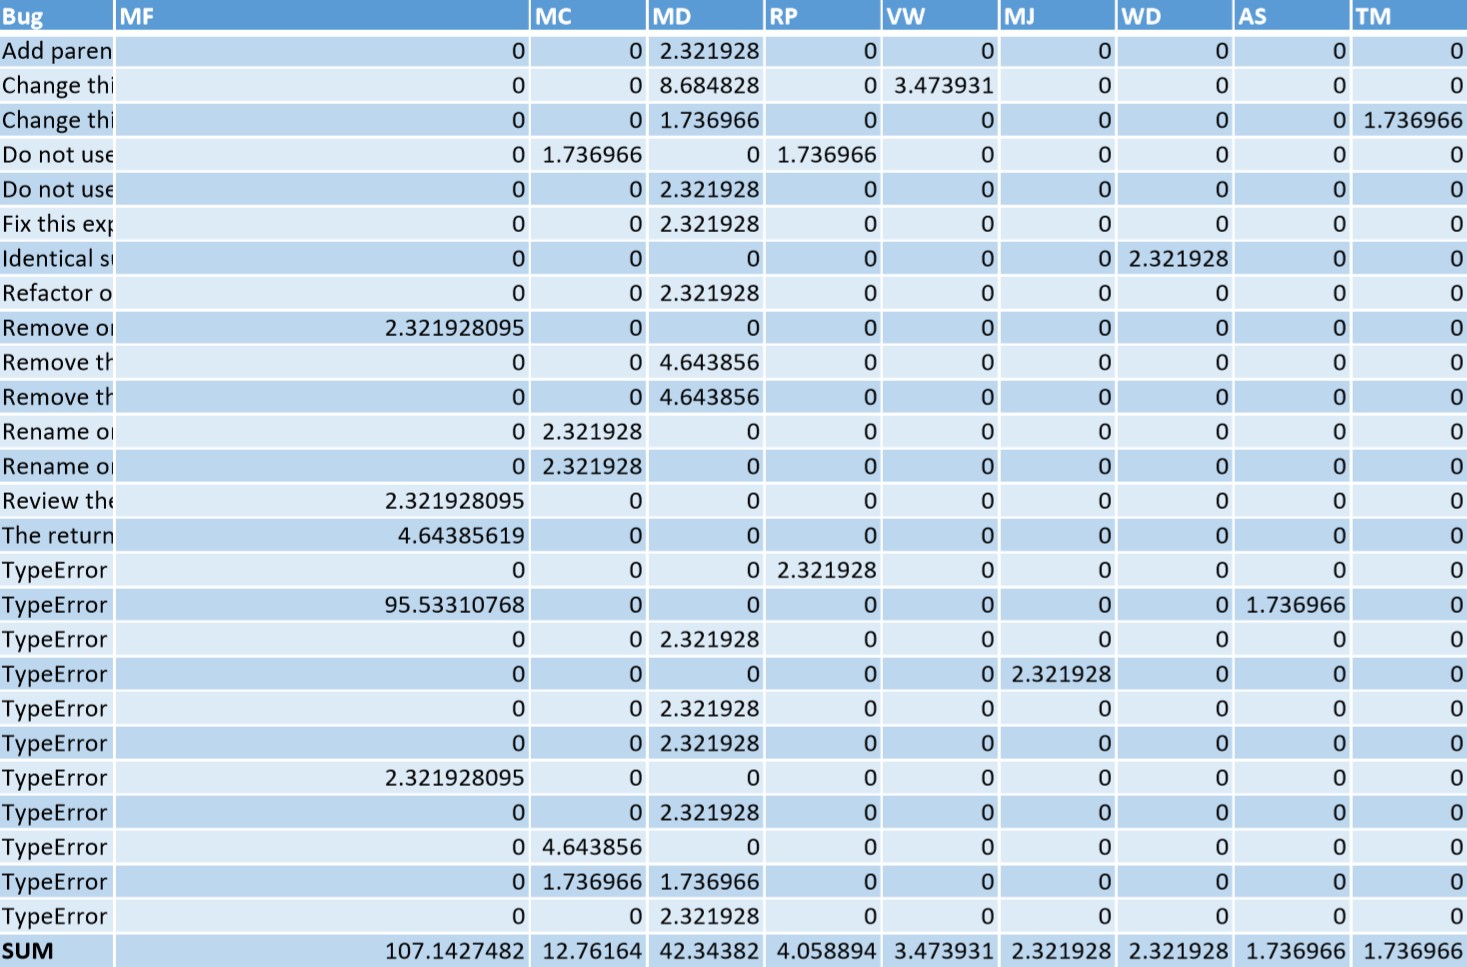 Bug MF MC MD RP VW MJ WD AS TM
Add paren 0 0 2.321928 0 0 0 0 0 0
Change thi 0 0 8.684828 0 3.473931 0 0 0 0
Change thi 0 0 1.736966 0 0 0 0 0 1.736966
Do not use 0 1.736966 0 1.736966 0 0 0 0 0
Do not use 0 0 2.321928 0 0 0 0 0 0
Fix this exp 0 0 2.321928 0 0 0 0 0 0
Identical su 0 0 0 0 0 0 2.321928 0 0
Refactor o 0 0 2.321928 0 0 0 0 0 0
Remove or 2.321928095 0 0 0 0 0 0 0 0
Remove th 0 0 4.643856 0 0 0 0 0 0
Remove th 0 0 4.643856 0 0 0 0 0 0
Rename or 0 2.321928 0 0 0 0 0 0 0
Rename or 0 2.321928 0 0 0 0 0 0 0
Review the 2.321928095 0 0 0 0 0 0 0 0
The return 4.64385619 0 0 0 0 0 0 0 0
TypeError 0 0 0 2.321928 0 0 0 0 0
TypeError 95.53310768 0 0 0 0 0 0 1.736966 0
TypeError 0 0 2.321928 0 0 0 0 0 0
TypeError 0 0 0 0 0 2.321928 0 0 0
TypeError 0 0 2.321928 0 0 0 0 0 0
TypeError 0 0 2.321928 0 0 0 0 0 0
TypeError 2.321928095 0 0 0 0 0 0 0 0
TypeError 0 0 2.321928 0 0 0 0 0 0
TypeError 0 4.643856 0 0 0 0 0 0 0
TypeError 0 1.736966 1.736966 0 0 0 0 0 0
TypeError 0 0 2.321928 0 0 0 0 0 0
SUM 107.1427482 12.76164 42.34382 4.058894 3.473931 2.321928 2.321928 1.736966 1.736966